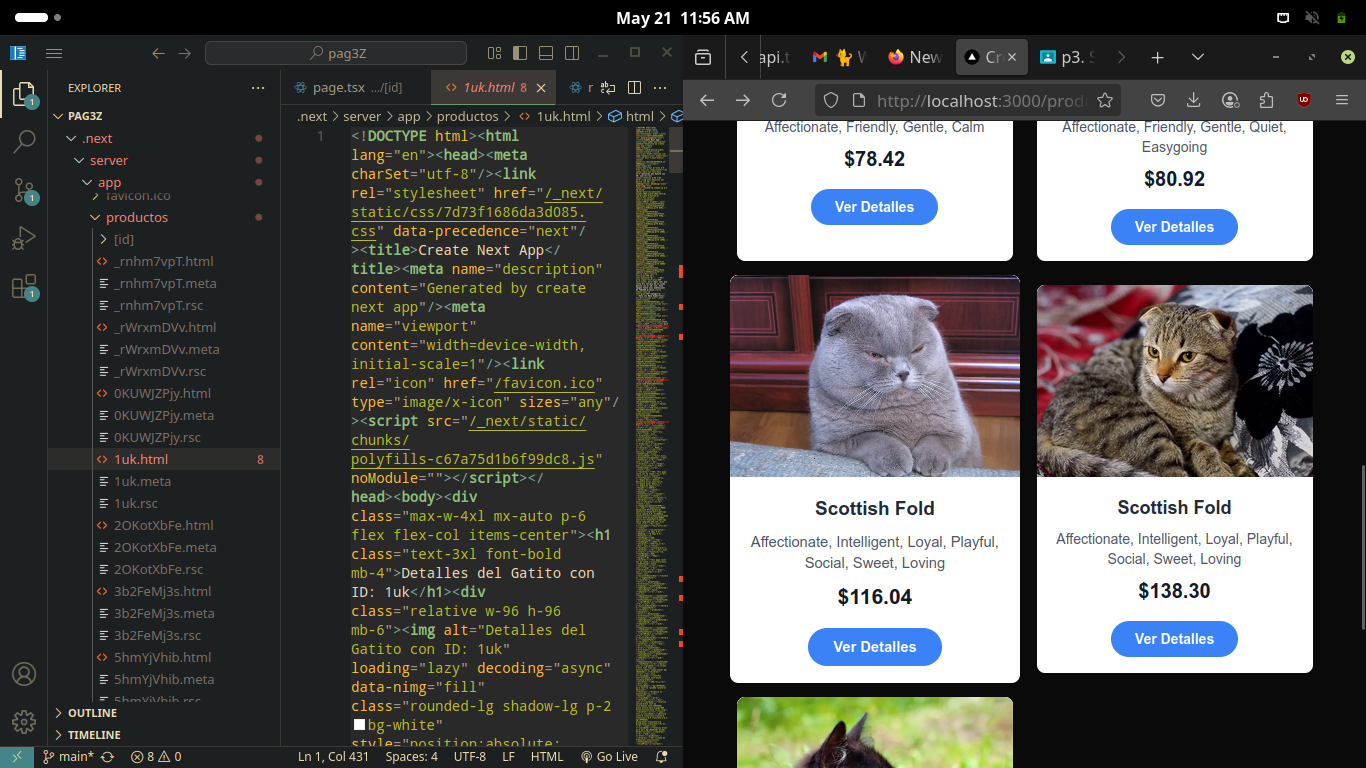 May 21 11:56 AM
pag3Z
EXPLORER
PAG3Z
.next
server
app
favicon.ico
productos
[id]
_rnhm7vpT.html
_rnhm7vpT.meta
_rnhm7vpT.rsc
_rWrxmDVv.html
_rWrxmDVv.meta
_rWrxmDVv.rsc
0KUWJZPjy.html
0KUWJZPjy.meta
0KUWJZPjy.rsc
1uk.html 8
1uk.meta
1uk.rsc
2OKotXbFe.html
2OKotXbFe.meta
2OKotXbFe.rsc
3b2FeMj3s.html
3b2FeMj3s.meta
3b2FeMj3s.rsc
5hmYjVhib.html
5hmYjVhib.meta
5hmYjVhib.rsc
OUTLINE
TIMELINE
1
1
1
page.tsx .../[id]
1uk.html 8
r
.next > server > app > productos > 1uk.html > html >
1
<!DOCTYPE html><html
lang="en"><head><meta
charSet="utf-8"/><link
rel="stylesheet" href="/_next/
static/css/7d73f1686da3d085.
css" data-precedence="next"/
><title>Create Next App</
title><meta name="description"
content="Generated by create
next app"/><meta
name="viewport"
content="width=device-width,
initial-scale=1"/><link
rel="icon" href="/favicon.ico"
type="image/x-icon" sizes="any"/
><script src="/_next/static/
chunks/
polyfills-c67a75d1b6f99dc8.js"
noModule=""></script></
head><body><div
class="max-w-4xl mx-auto p-6
flex flex-col items-center"><h1
class="text-3xl font-bold
mb-4">Detalles del Gatito con
ID: 1uk</h1><div
class="relative w-96 h-96
mb-6"><img alt="Detalles del
Gatito con ID: 1uk"
loading="lazy" decoding="async"
data-nimg="fill"
class="rounded-lg shadow-lg p-2
bg-white"
style="position:absolute;
main* 8 0 Ln 1, Col 431 Spaces: 4 UTF-8 LF HTML Go Live
api.t
W
New
Cr
p3. S
http://localhost:3000/prod
Affectionate, Friendly, Gentle, Calm
$78.42
Ver Detalles
Affectionate, Friendly, Gentle, Quiet,
Easygoing
$80.92
Ver Detalles
Scottish Fold
Affectionate, Intelligent, Loyal, Playful,
Social, Sweet, Loving
$116.04
Ver Detalles
Scottish Fold
Affectionate, Intelligent, Loyal, Playful,
Social, Sweet, Loving
$138.30
Ver Detalles